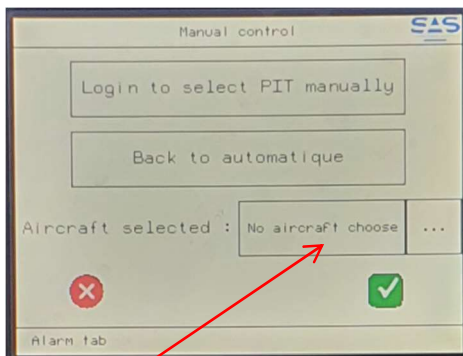 Manual control
SAS
Login to select PIT manually
Back to automatique
Aircraft selected : No aircraft choose ...
Alarm tab